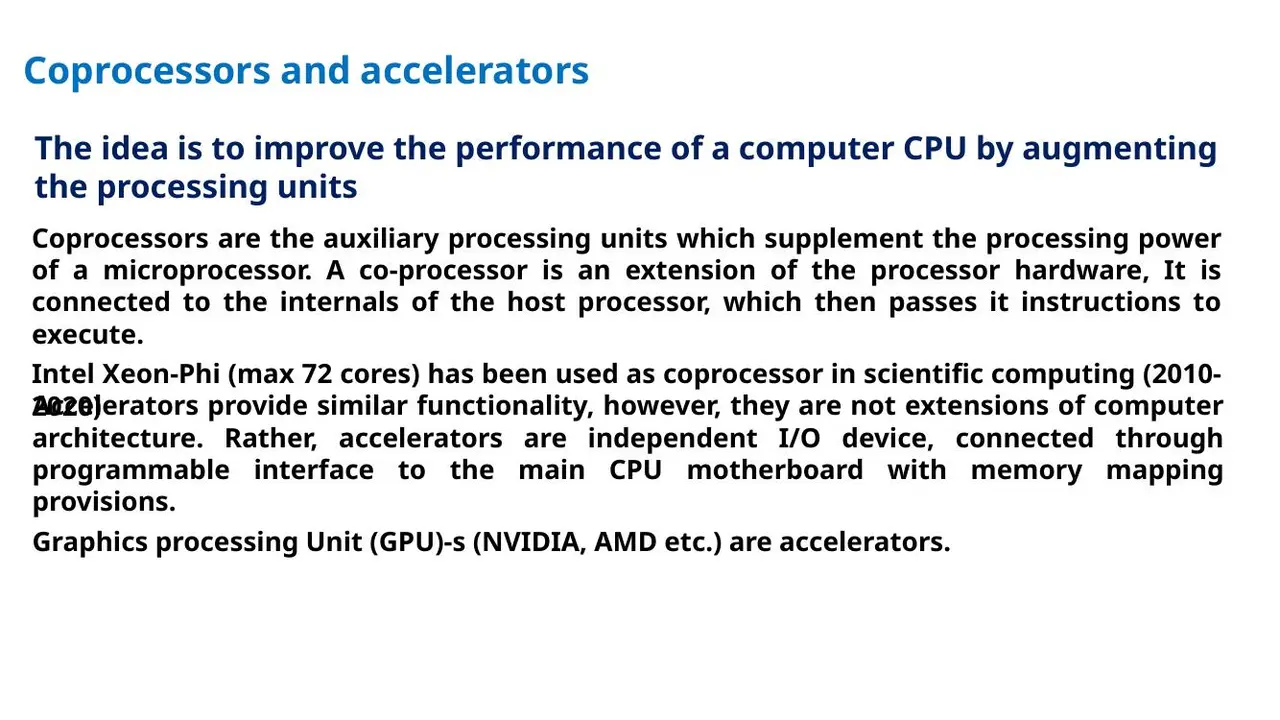 Coprocessors and accelerators
The idea is to improve the performance of a computer CPU by augmenting
the processing units
Coprocessors are the auxiliary processing units which supplement the processing power
of a microprocessor. A co-processor is an extension of the processor hardware, It is
connected to the internals of the host processor, which then passes it instructions to
execute.
Intel Xeon-Phi (max 72 cores) has been used as coprocessor in scientific computing (2010-
2020)
Accelerators provide similar functionality, however, they are not extensions of computer
architecture. Rather, accelerators are independent I/O device, connected through
programmable interface to the main CPU motherboard with memory mapping
provisions.
Graphics processing Unit (GPU)-s (NVIDIA, AMD etc.) are accelerators.